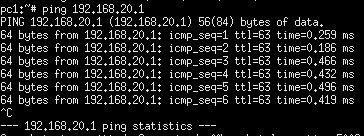 pc1:~# ping 192.168.20.1
PING 192.168.20.1 (192.168.20.1) 56(84) bytes of data.
64 bytes from 192.168.20.1: icmp_seq=1 ttl=63 time=0.259 ms
64 bytes from 192.168.20.1: icmp_seq=2 ttl=63 time=0.186 ms
64 bytes from 192.168.20.1: icmp_seq=3 ttl=63 time=0.466 ms
64 bytes from 192.168.20.1: icmp_seq=4 ttl=63 time=0.432 ms
64 bytes from 192.168.20.1: icmp_seq=5 ttl=63 time=0.496 ms
64 bytes from 192.168.20.1: icmp_seq=6 ttl=63 time=0.419 ms
^C
--- 192.168.20.1 ping statistics ---